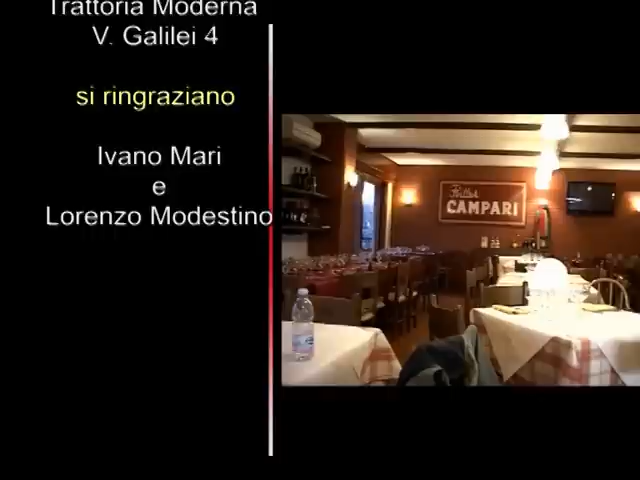 Trattoria Moderna
V. Galilei 4
si ringraziano
Ivano Mari
e
Lorenzo Modestino
Bitter
CAMPARI